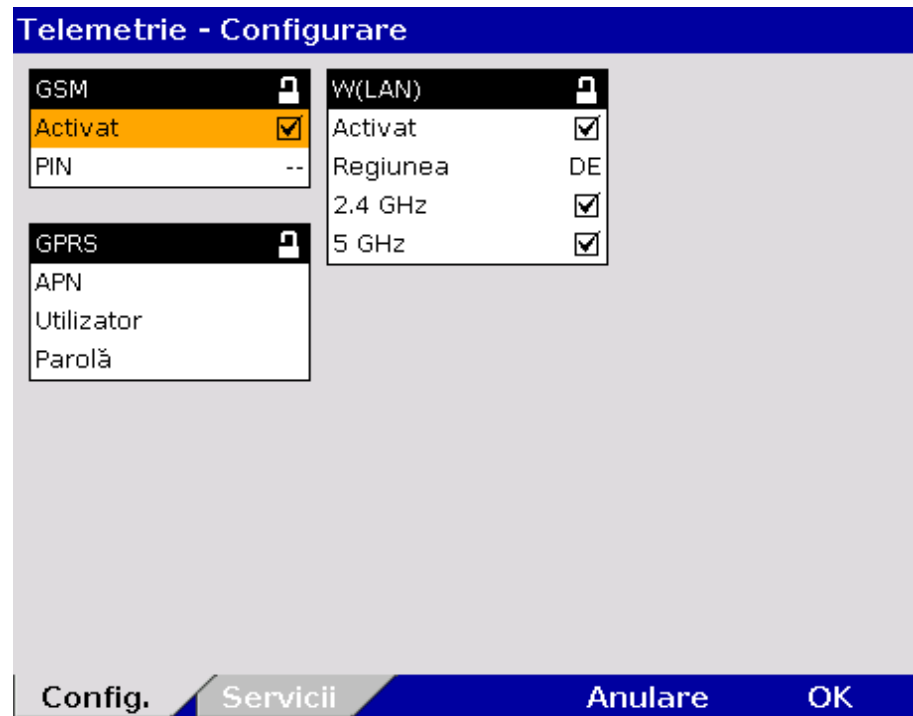 Telemetrie - Configurare
GSM
Activat
PIN --
GPRS
APN
Utilizator
Parolă
W(LAN)
Activat
Regiunea DE
2.4 GHz
5 GHz
Config. Servicii Anulare OK